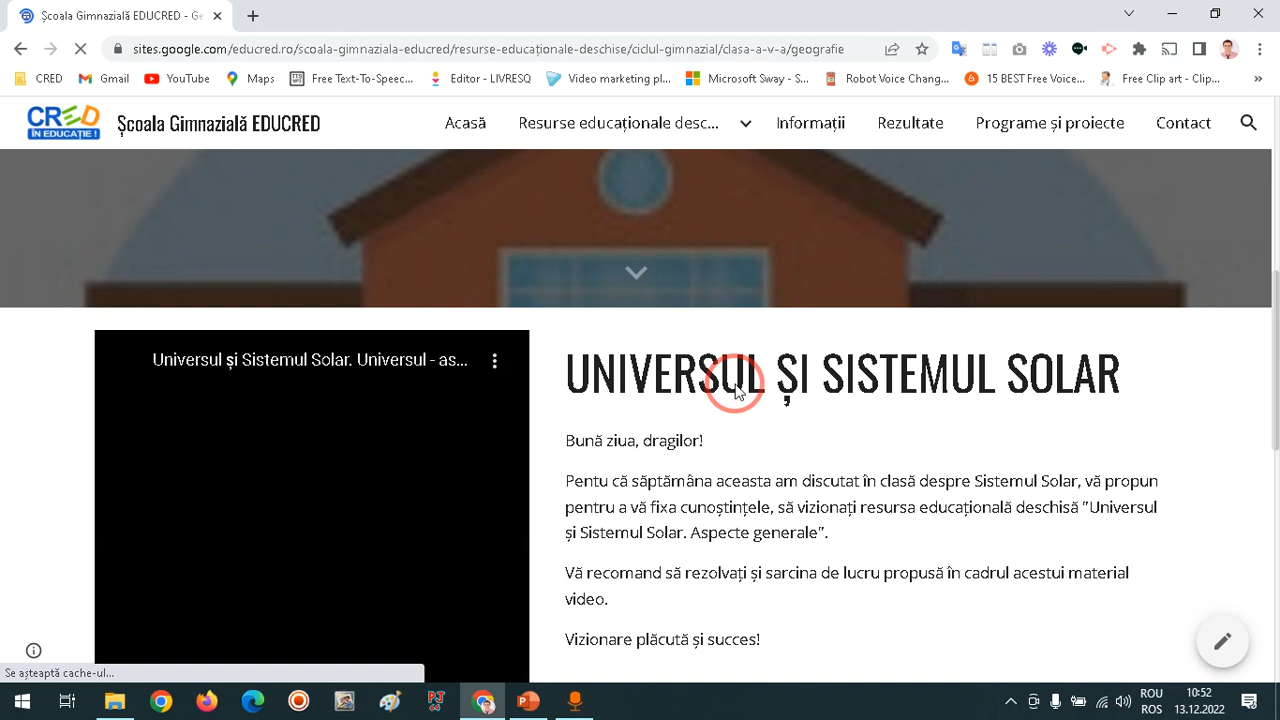 Școala Gimnazială EDUCRED - Ge
sites.google.com/educred.ro/scoala-gimnaziala-educred/resurse-educaționale-deschise/ciclul-gimnazial/clasa-a-v-a/geografie
CRED Gmail YouTube Maps Free Text-To-Speec... Editor - LIVRESQ Video marketing pl... Microsoft Sway - S... Robot Voice Chang... 15 BEST Free Voice... Free Clip art - Clip... »
CRED
ÎN EDUCAȚIE!
Școala Gimnazială EDUCRED Acasă Resurse educaționale desc... Informații Rezultate Programe și proiecte Contact
Universul și Sistemul Solar. Universul - as...
UNIVERSUL ȘI SISTEMUL SOLAR
Bună ziua, dragilor!
Pentu că săptămâna aceasta am discutat în clasă despre Sistemul Solar, vă propun
pentru a vă fixa cunoștințele, să vizionați resursa educațională deschisă "Universul
și Sistemul Solar. Aspecte generale".
Vă recomand să rezolvați și sarcina de lucru propusă în cadrul acestui material
video.
Vizionare plăcută și succes!
Se așteaptă cache-ul...
ROU
ROS
10:52
13.12.2022